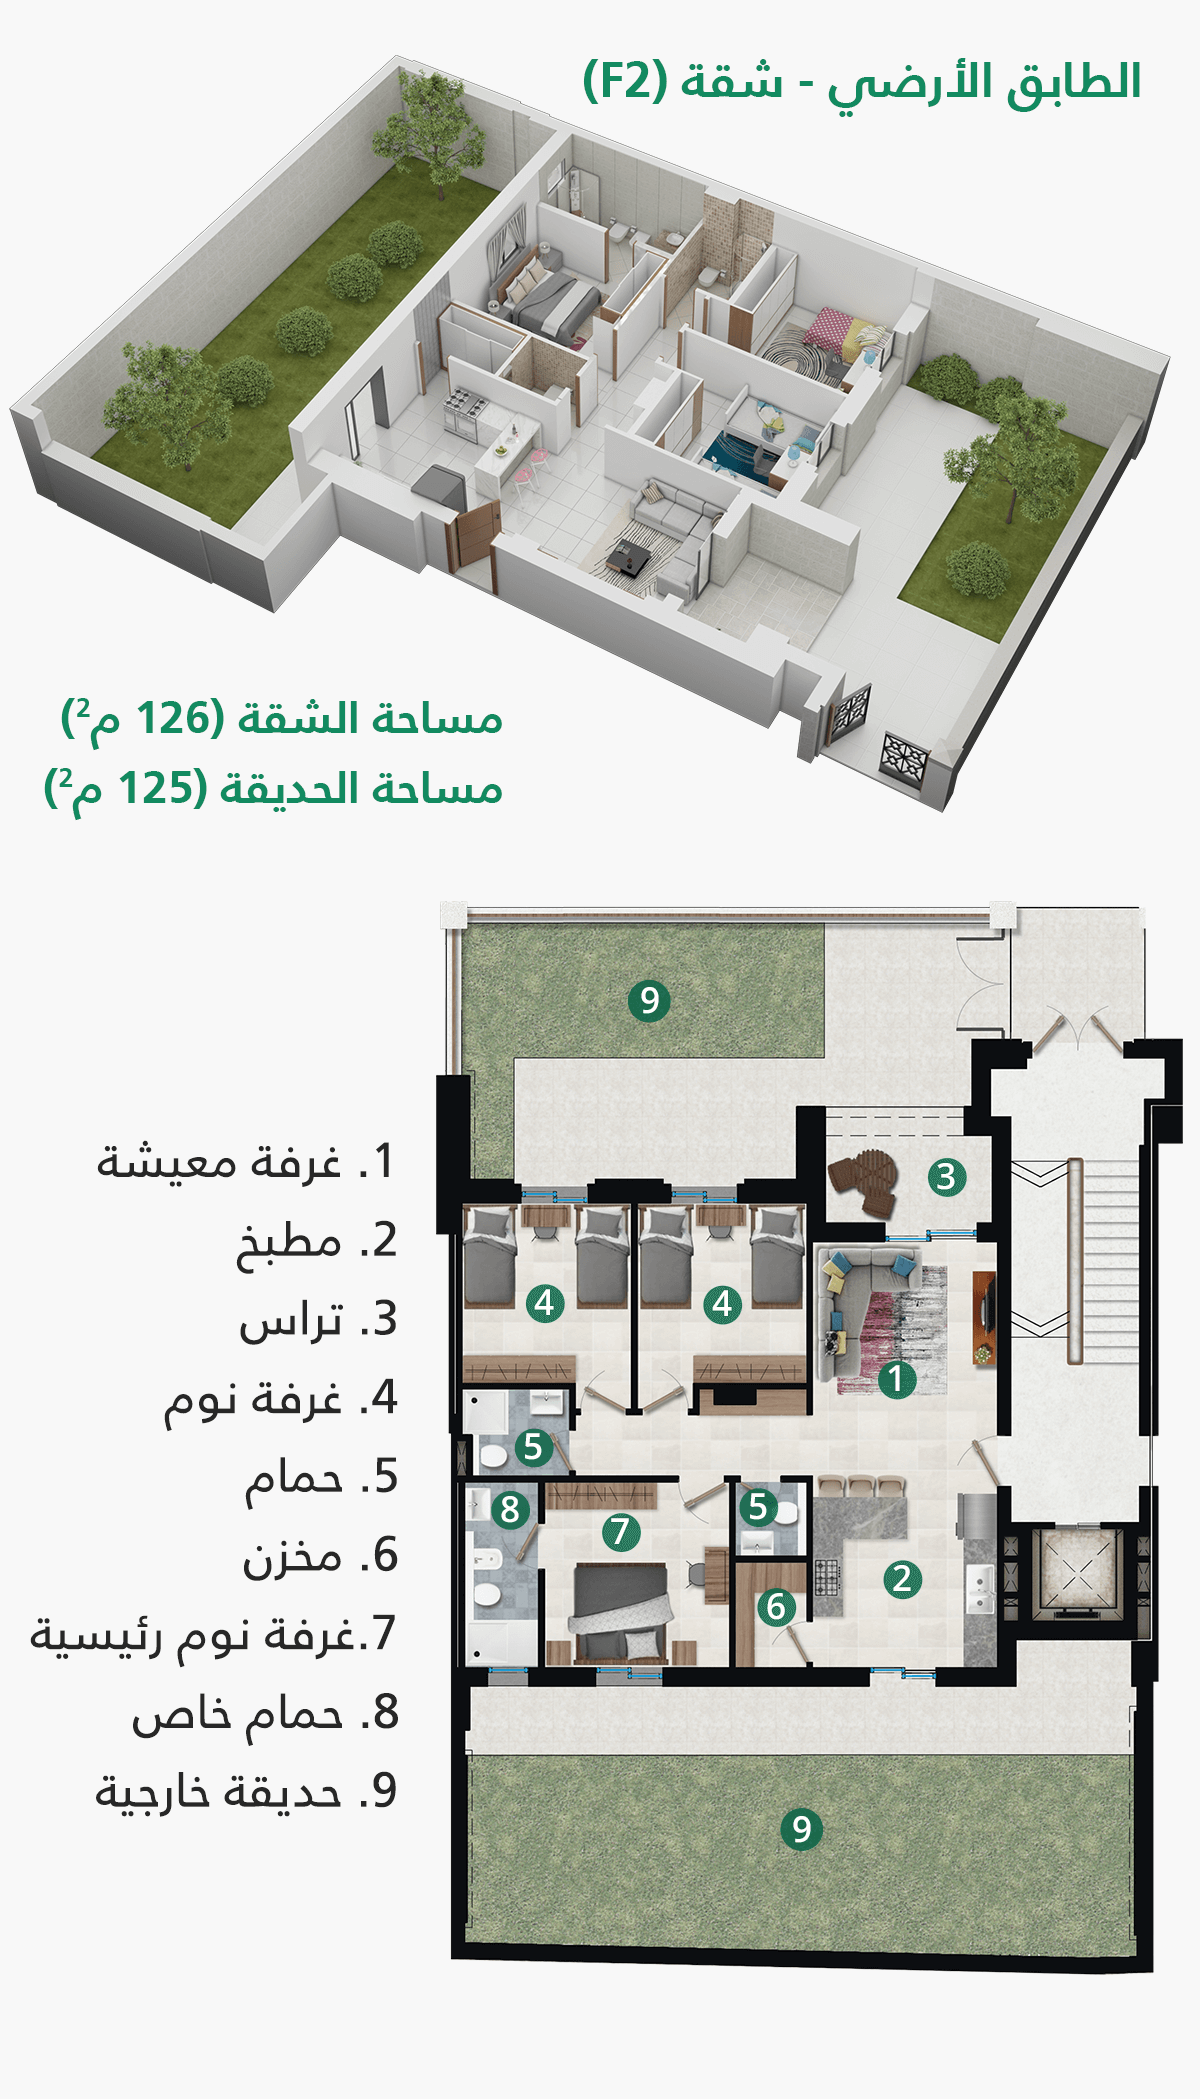 الطابق الأرضي - شقة (F2)
مساحة الشقة (126 م²)
مساحة الحديقة (125 م²)
1. غرفة معيشة
2. مطبخ
3. تراس
4. غرفة نوم
5. حمام
6. مخزن
7.غرفة نوم رئيسية
8. حمام خاص
9. حديقة خارجية
9
3
4
4
1
5
8
7
5
2
6
9